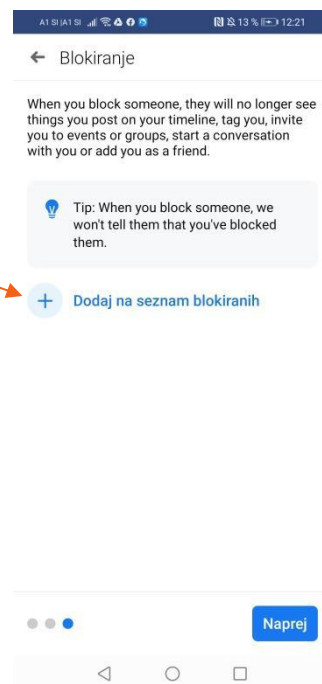 A1 SI |A1 SI 13 % 12:21
Blokiranje
When you block someone, they will no longer see
things you post on your timeline, tag you, invite
you to events or groups, start a conversation
with you or add you as a friend.
Tip: When you block someone, we
won't tell them that you've blocked
them.
Dodaj na seznam blokiranih
Naprej